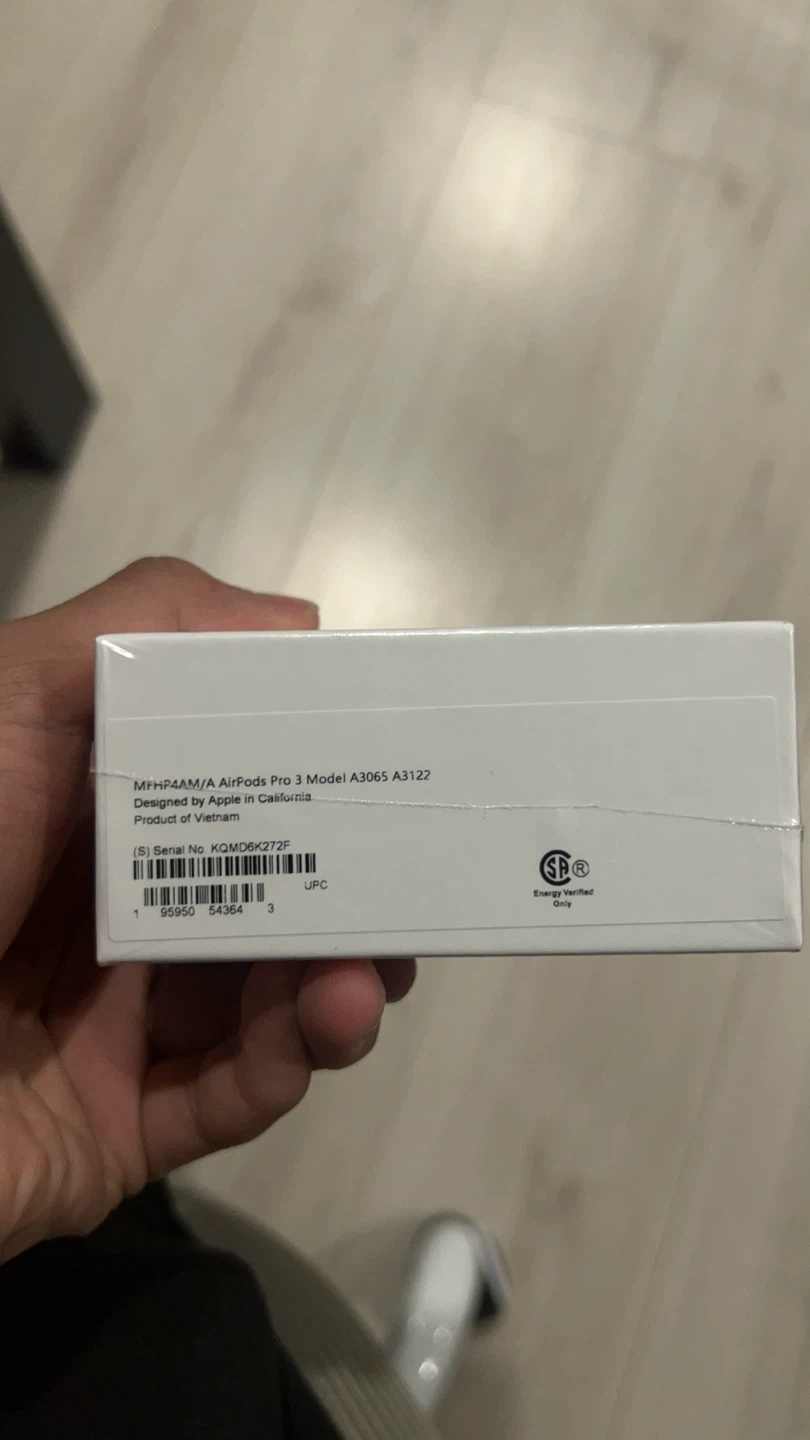 MFHP4AM/A AirPods Pro 3 Model A3065 A3122
Designed by Apple in California
Product of Vietnam
(S) Serial No. KQMD6K272F
UPC
1 95950 54364 3
SA ®
Energy Verified
Only